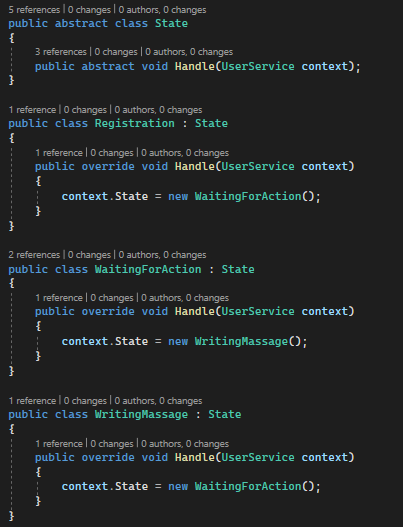 5 references | 0 changes | 0 authors, 0 changes
public abstract class State
{
3 references | 0 changes | 0 authors, 0 changes
public abstract void Handle(UserService context);
}
1 reference | 0 changes | 0 authors, 0 changes
public class Registration : State
{
1 reference | 0 changes | 0 authors, 0 changes
public override void Handle(UserService context)
{
context.State = new WaitingForAction();
}
}
2 references | 0 changes | 0 authors, 0 changes
public class WaitingForAction : State
{
1 reference | 0 changes | 0 authors, 0 changes
public override void Handle(UserService context)
{
context.State = new WritingMassage();
}
}
1 reference | 0 changes | 0 authors, 0 changes
public class WritingMassage : State
{
1 reference | 0 changes | 0 authors, 0 changes
public override void Handle(UserService context)
{
context.State = new WaitingForAction();
}
}